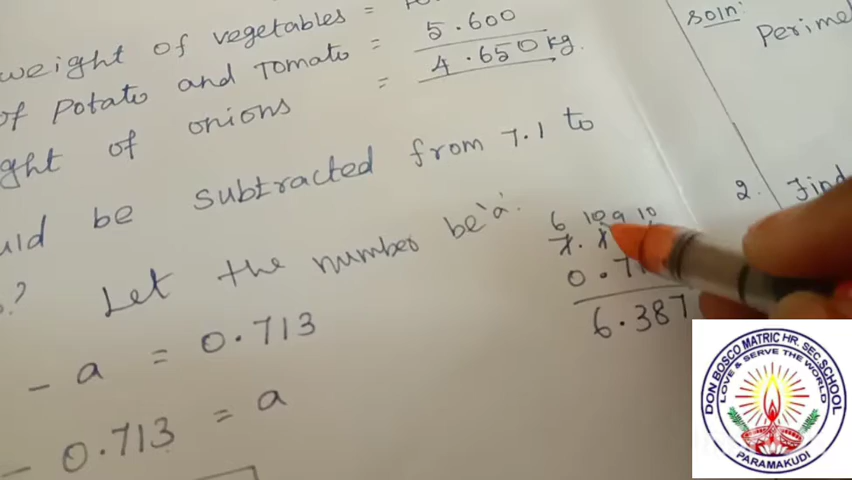 weight of vegetables =
of potato and Tomato = 5.600
ght of onions = 4.650 kg.
uld be subtracted from 7.1 to
? Let the number be 'a'.
- a = 0.713
- 0.713 = a
6 10 9 10
7.1
0.71
6.387
Soln:
Perime
2. Find
DON BOSCO MATRIC HR. SEC. SCHOOL
LOVE & SERVE THE WORLD
PARAMAKUDI